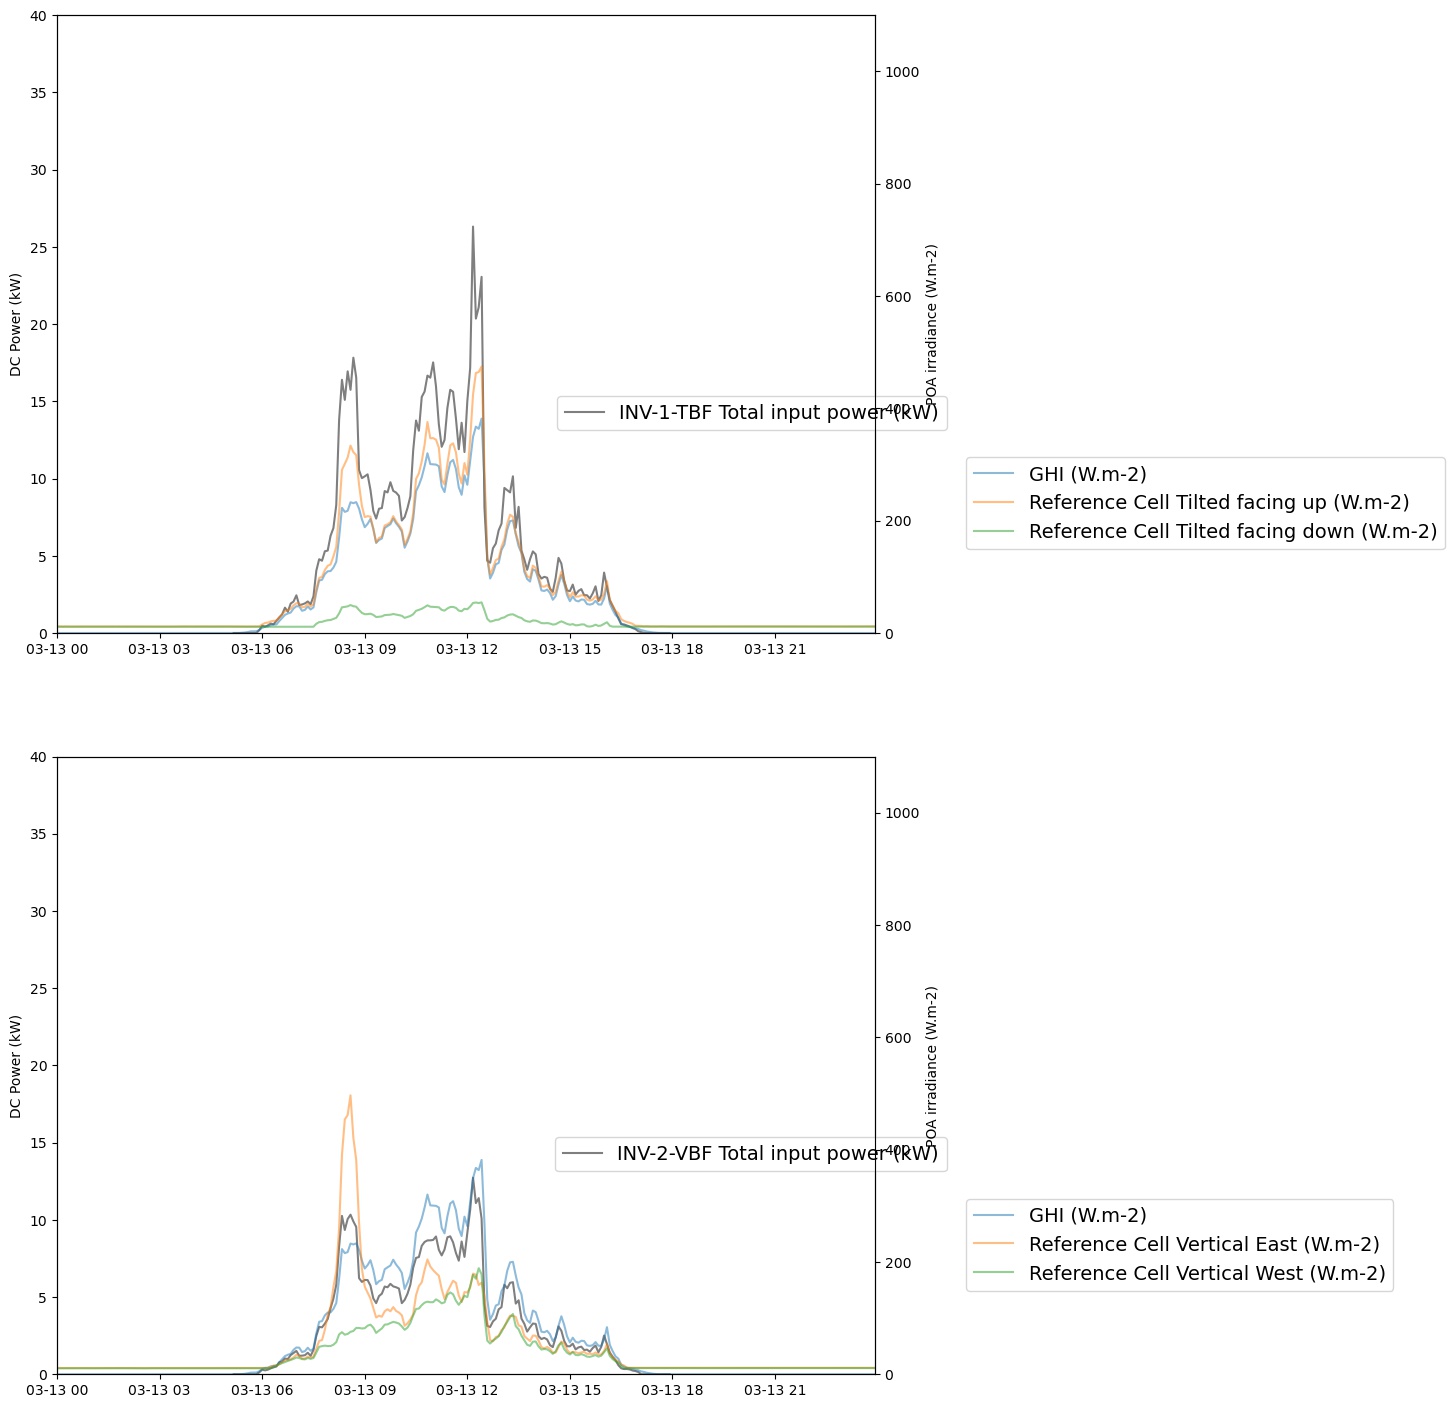 40
35
30
25
20
15
10
5
0
DC Power (kW)
1000
800
600
400
200
0
POA irradiance (W.m-2)
INV-1-TBF Total input power (kW)
GHI (W.m-2)
Reference Cell Tilted facing up (W.m-2)
Reference Cell Tilted facing down (W.m-2)
03-13 00 03-13 03 03-13 06 03-13 09 03-13 12 03-13 15 03-13 18 03-13 21
40
35
30
25
20
15
10
5
0
DC Power (kW)
1000
800
600
400
200
0
POA irradiance (W.m-2)
INV-2-VBF Total input power (kW)
GHI (W.m-2)
Reference Cell Vertical East (W.m-2)
Reference Cell Vertical West (W.m-2)
03-13 00 03-13 03 03-13 06 03-13 09 03-13 12 03-13 15 03-13 18 03-13 21